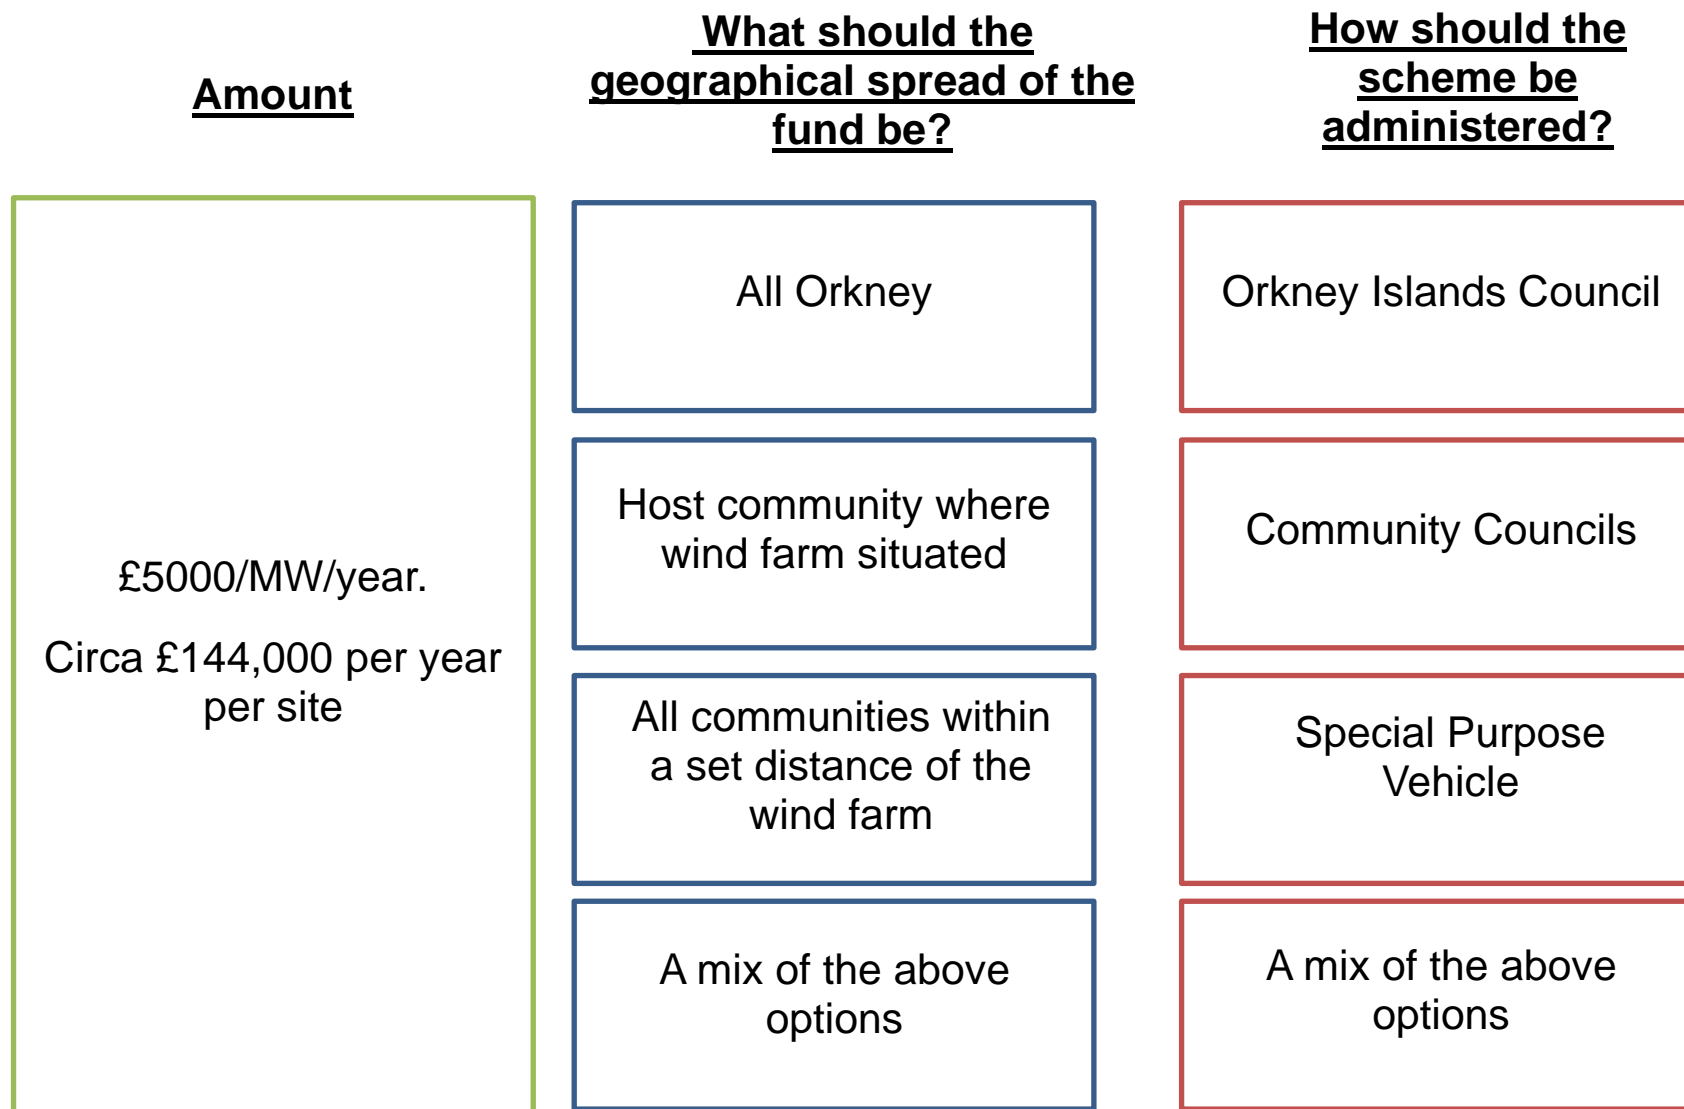 Amount
What should the
geographical spread of the
fund be?
How should the
scheme be
administered?
£5000/MW/year.
Circa £144,000 per year
per site
All Orkney
Host community where
wind farm situated
All communities within
a set distance of the
wind farm
A mix of the above
options
Orkney Islands Council
Community Councils
Special Purpose
Vehicle
A mix of the above
options